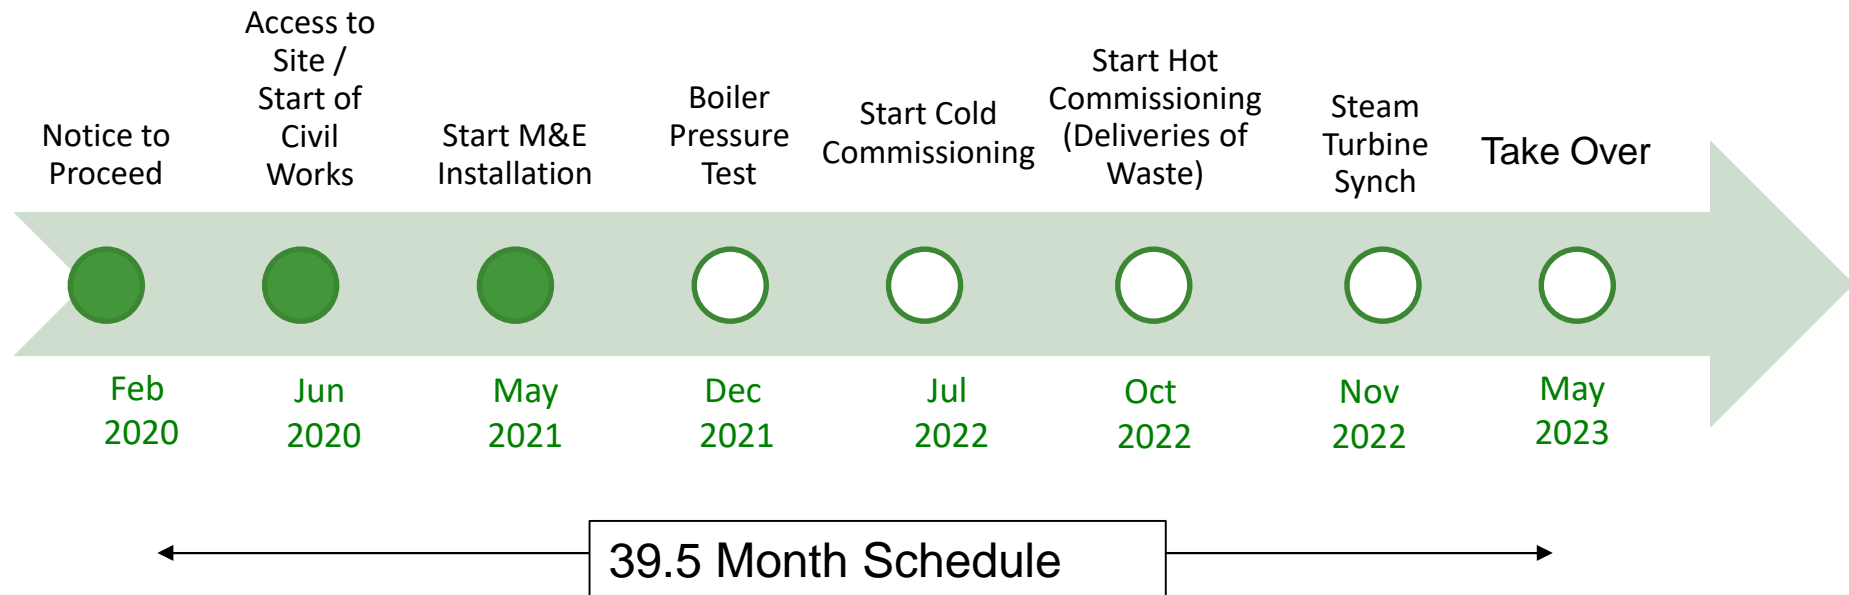 Notice to
Proceed
Access to
Site /
Start of
Civil
Works
Start M&E
Installation
Boiler
Pressure
Test
Start Cold
Commissioning
Start Hot
Commissioning
(Deliveries of
Waste)
Steam
Turbine
Synch
Take Over
Feb
2020
Jun
2020
May
2021
Dec
2021
Jul
2022
Oct
2022
Nov
2022
May
2023
39.5 Month Schedule